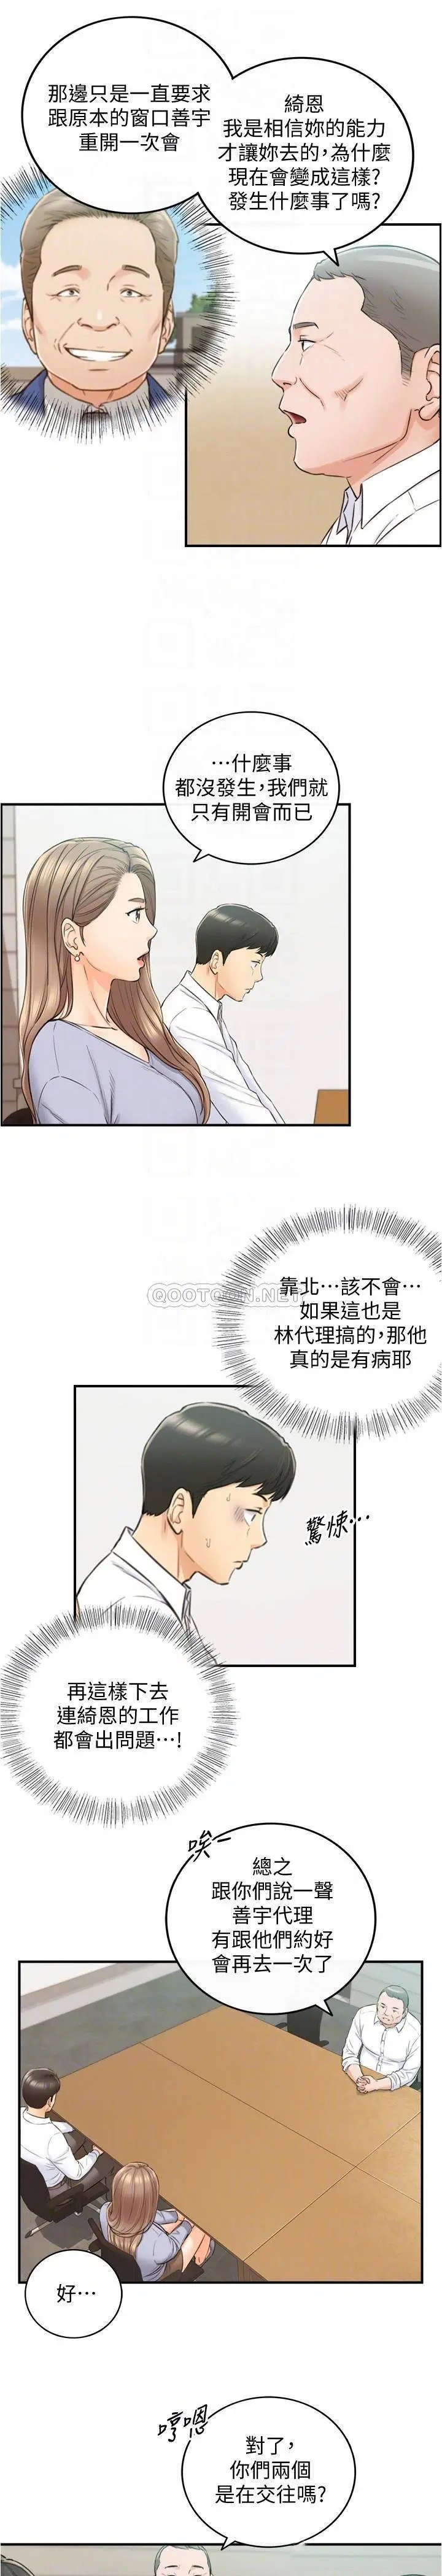 那邊只是一直要求
跟原本的窗口善宇
重開一次會
綺恩
我是相信妳的能力
才讓妳去的，為什麼
現在會變成這樣?
發生什麼事了嗎?
…什麼事
都沒發生，我們就
只有開會而已
QOOTOON.NET
靠北…該不會…
如果這也是
林代理搞的，那他
真的是有病耶
驚悚…
再這樣下去
連綺恩的工作
都會出問題…!
唉—
總之
跟你們說一聲
善宇代理
有跟他們約好
會再去一次了
好…
哼嗯
對了，
你們兩個
是在交往嗎?